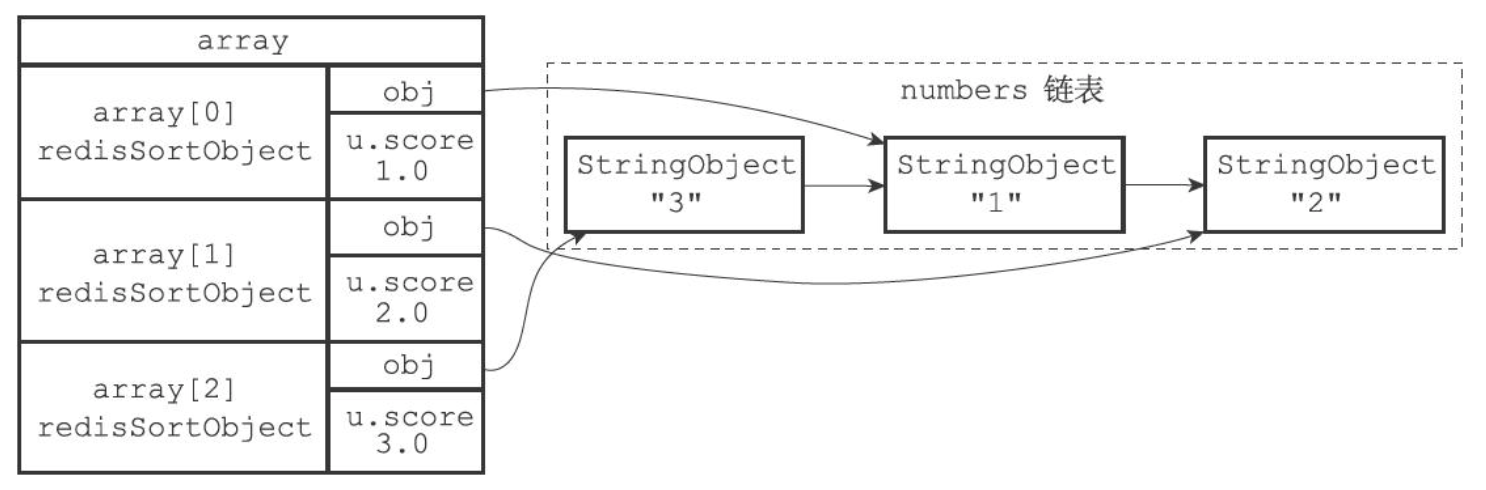 array
array[0]
redisSortObject
obj
u.score
1.0
array[1]
redisSortObject
obj
u.score
2.0
array[2]
redisSortObject
obj
u.score
3.0
numbers 链表
StringObject
"3"
StringObject
"1"
StringObject
"2"